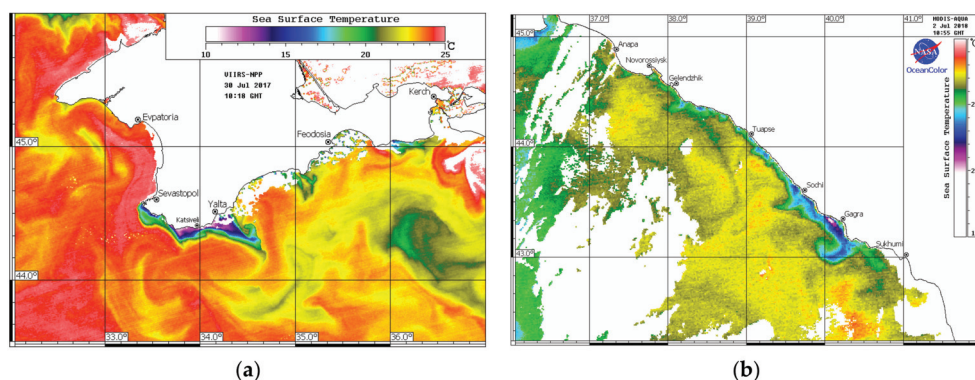 Sea Surface Temperature
°C
10 15 20 25
VIIRS-NPP
30 Jul 2017
10:18 GMT
Kerch
Evpatoria
Feodosia
45.0°
Sevastopol
Yalta
Katsiveli
44.0°
33.0° 34.0° 35.0° 36.0°
37.0° 38.0° 39.0° 40.0° 41.0°
MODIS-AQUA
2 Jul 2018
10:55 GMT
45.0°
Anapa
NASA
Novorossiysk
OceanColor
Gelendzhik
Tuapse
44.0°
Sea Surface Temperature
Sochi
Gagra
Sukhumi
43.0°
(a) (b)